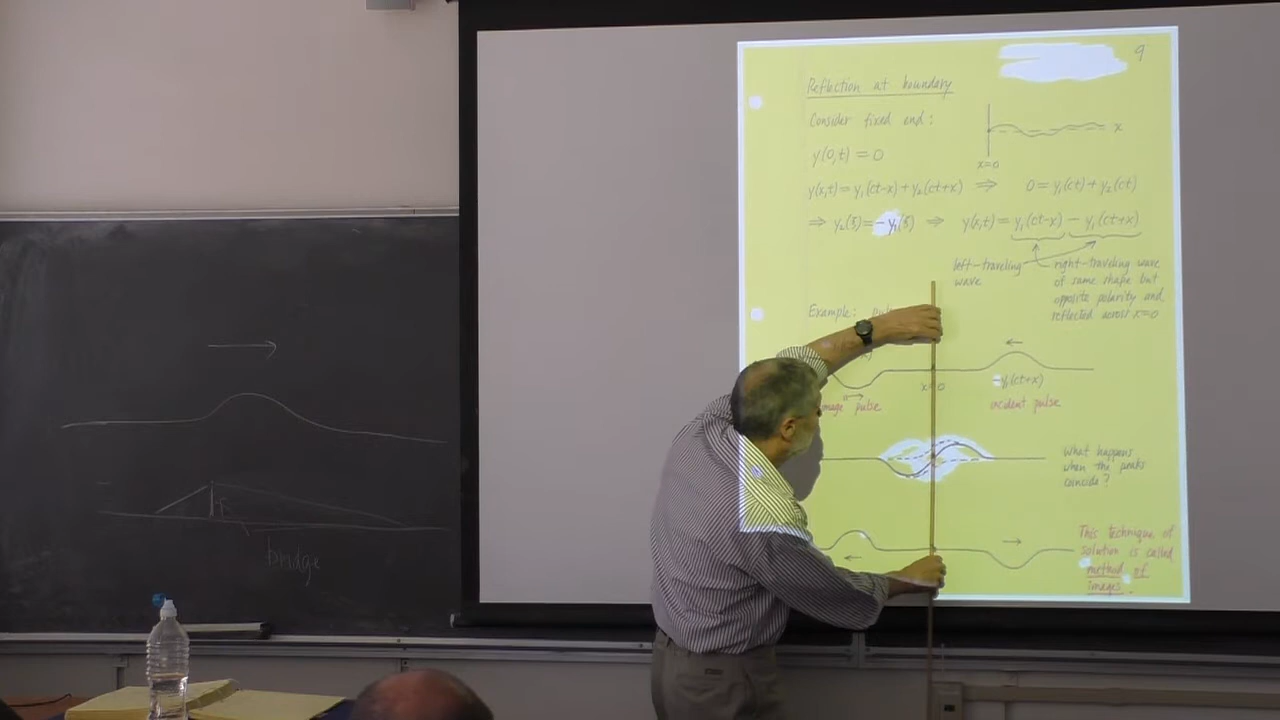 9
Reflection at boundary
Consider fixed end:
x
x=0
y(0,t) = 0
y(x,t) = y₁(ct-x) + y₂(ct+x) ⇒ 0 = y₁(ct) + y₂(ct)
⇒ y₂(ξ) = -y₁(ξ) ⇒ y(x,t) = y₁(ct-x) - y₁(ct+x)
left-traveling wave
right-traveling wave
of same shape but
opposite polarity and
reflected across x=0
Example:
-y₁(ct+x)
incident pulse
pulse
What happens
when the peaks
coincide?
This technique of
solution is called
method of
images.
bridge